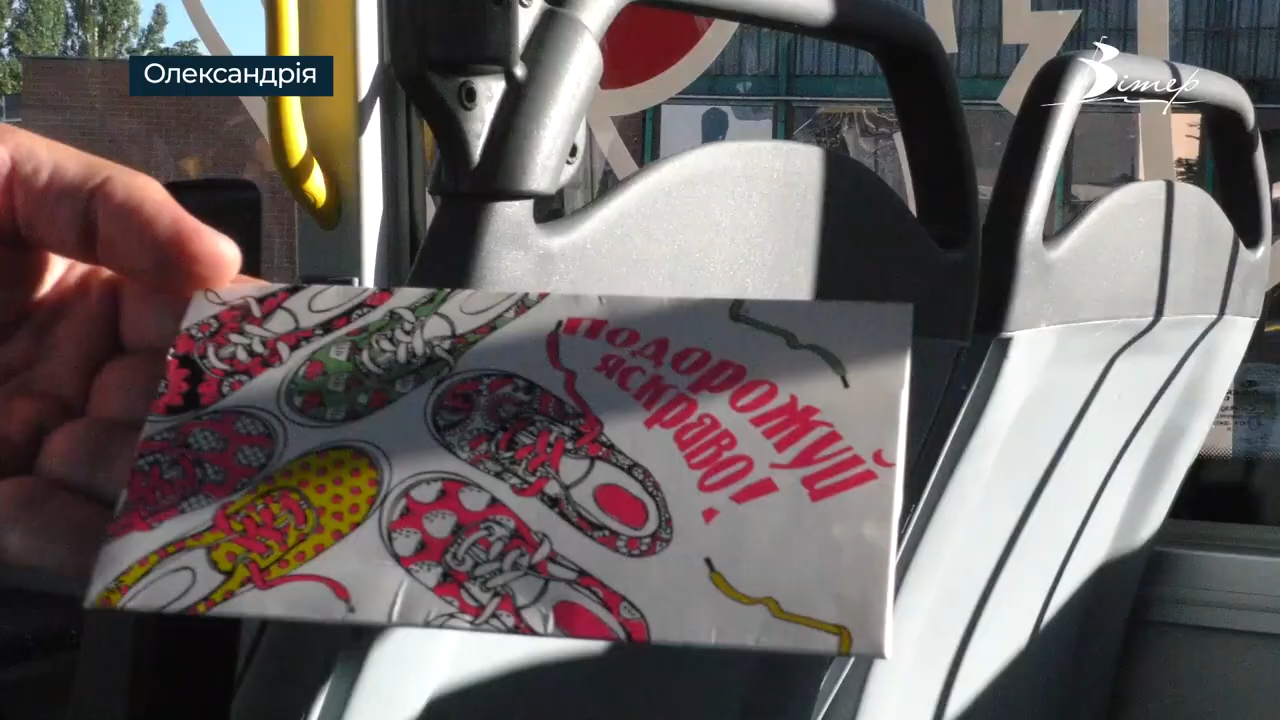 Олександрія
Вітер
Подорожуй
яскраво!